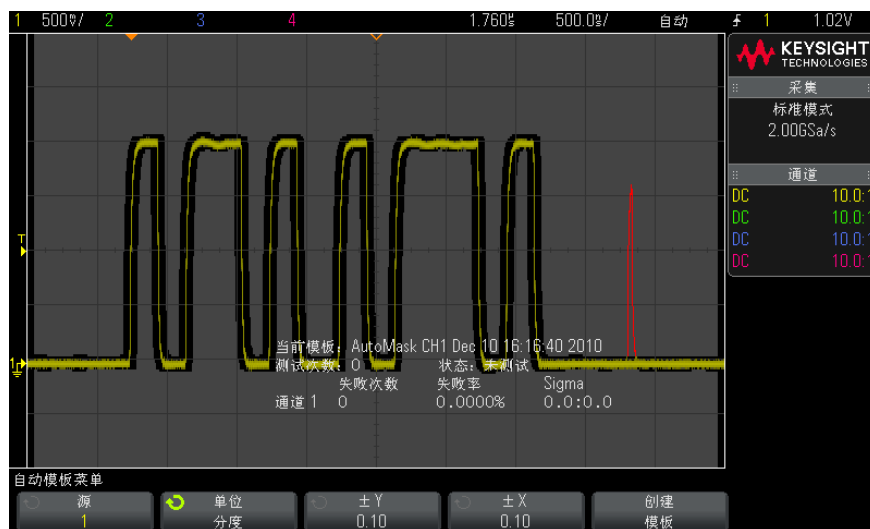 1 500▿/ 2 3 4 1.760▿ 500.0▿/ 自动 1 1.02V
KEYSIGHT
TECHNOLOGIES
采集
标准模式
2.00GSa/s
通道
DC 10.0:1
DC 10.0:1
DC 10.0:1
DC 10.0:1
T
1
当前模板: AutoMask CH1 Dec 10 16:16:40 2010
测试次数: 0 状态: 未测试
失败次数 失败率 Sigma
通道 1 0 0.0000% 0.0:0.0
自动模板菜单
源 单位 ±Y ±X 创建
1 分度 0.10 0.10 模板